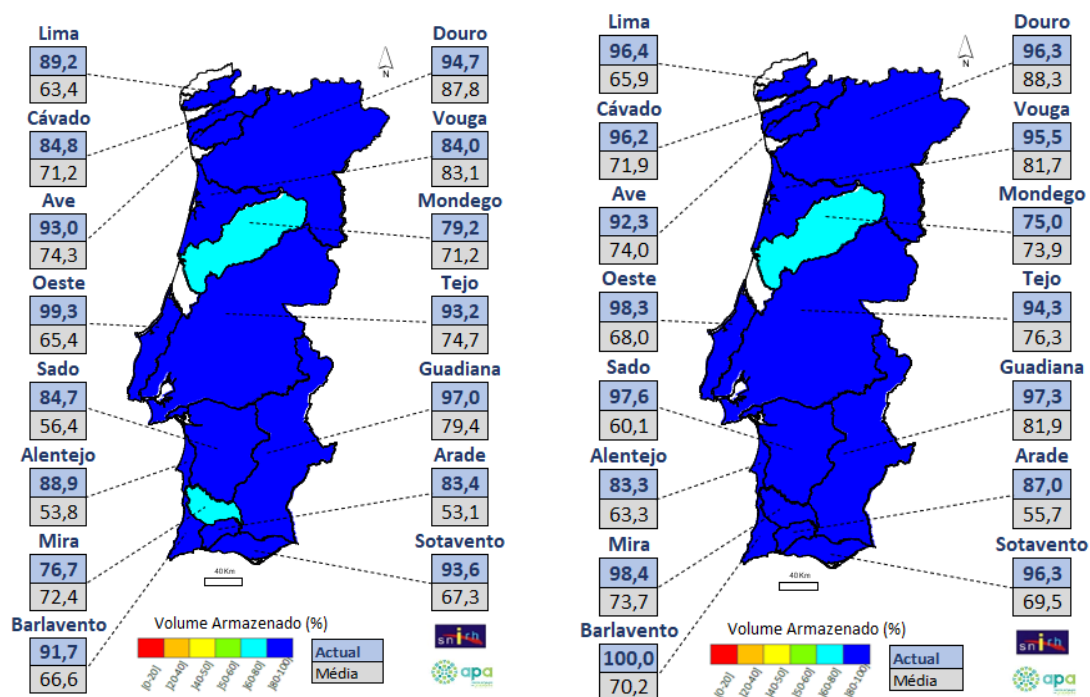 Lima
89,2
63,4
Cávado
84,8
71,2
Ave
93,0
74,3
Oeste
99,3
65,4
Sado
84,7
56,4
Alentejo
88,9
53,8
Mira
76,7
72,4
Barlavento
91,7
66,6
N
Douro
94,7
87,8
Vouga
84,0
83,1
Mondego
79,2
71,2
Tejo
93,2
74,7
Guadiana
97,0
79,4
Arade
83,4
53,1
Sotavento
93,6
67,3
40 Km
Volume Armazenado (%)
[0-20]
]20-40]
]40-50]
]50-60]
]60-80]
]80-100]
Actual
Média
snirh
apa
Lima
96,4
65,9
Cávado
96,2
71,9
Ave
92,3
74,0
Oeste
98,3
68,0
Sado
97,6
60,1
Alentejo
83,3
63,3
Mira
98,4
73,7
Barlavento
100,0
70,2
N
Douro
96,3
88,3
Vouga
95,5
81,7
Mondego
75,0
73,9
Tejo
94,3
76,3
Guadiana
97,3
81,9
Arade
87,0
55,7
Sotavento
96,3
69,5
40 Km
Volume Armazenado (%)
[0-20]
]20-40]
]40-50]
]50-60]
]60-80]
]80-100]
Actual
Média
snirh
apa